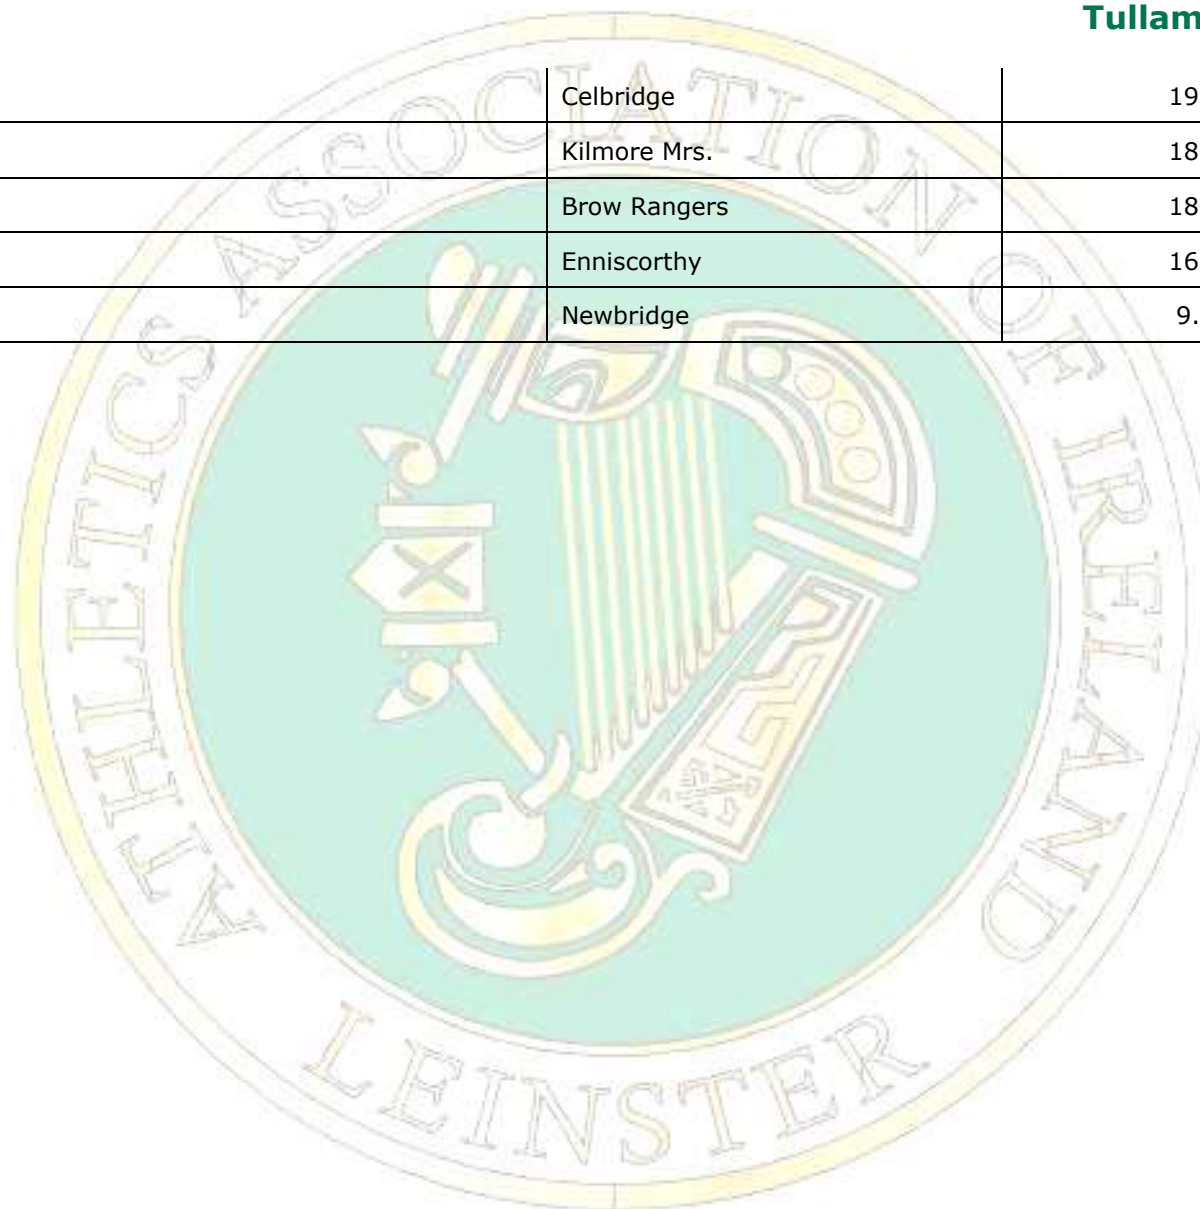 Tullam
Celbridge 19
Kilmore Mrs. 18
Brow Rangers 18
Enniscorthy 16
Newbridge 9.
ATHLETICS ASSOCIATION OF IRELAND
LEINSTER